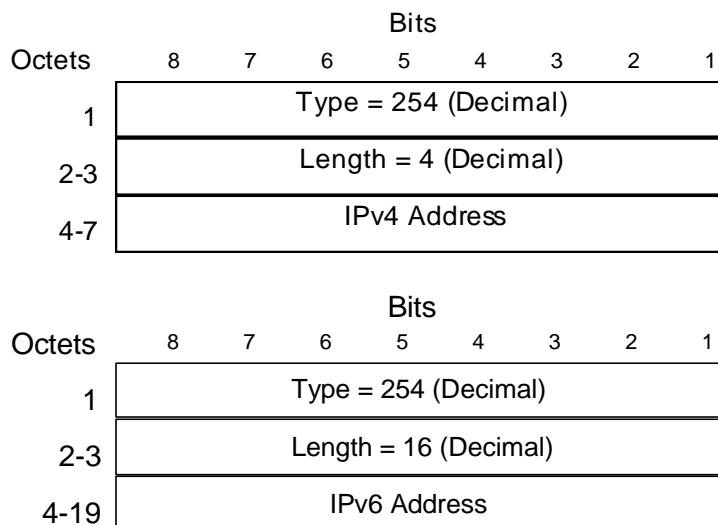 Bits
Octets 8 7 6 5 4 3 2 1
1 Type = 254 (Decimal)
2-3 Length = 4 (Decimal)
4-7 IPv4 Address
Bits
Octets 8 7 6 5 4 3 2 1
1 Type = 254 (Decimal)
2-3 Length = 16 (Decimal)
4-19 IPv6 Address